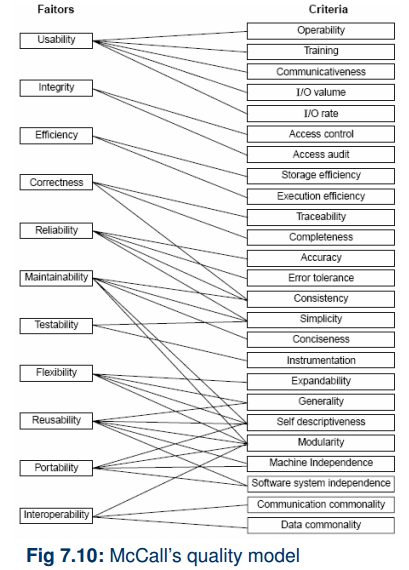 Faitors
Criteria
Usability
Integrity
Efficiency
Correctness
Reliability
Maintainability
Testability
Flexibility
Reusability
Portability
Interoperability
Operability
Training
Communicativeness
I/O valume
I/O rate
Access control
Access audit
Storage efficiency
Execution efficiency
Traceability
Completeness
Accuracy
Error tolerance
Consistency
Simplicity
Conciseness
Instrumentation
Expandability
Generality
Self descriptiveness
Modularity
Machine Independence
Software system independence
Communication commonality
Data commonality
Fig 7.10: McCall's quality model